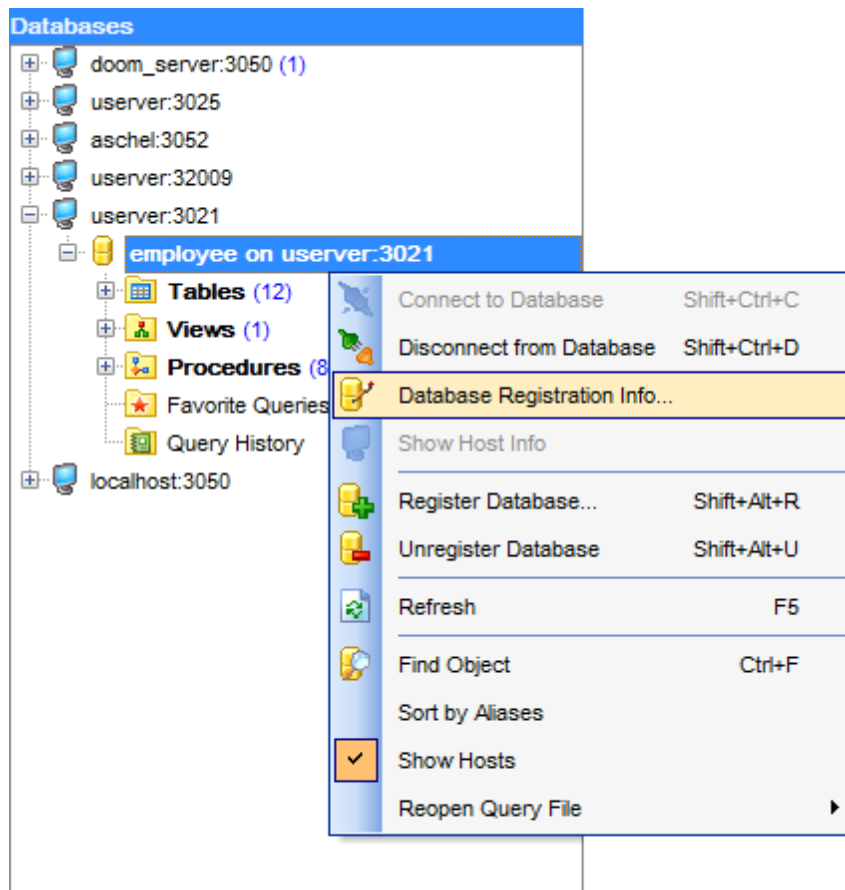 Databases
doom_server:3050 (1)
userver:3025
aschel:3052
userver:32009
userver:3021
employee on userver:3021
Tables (12)
Views (1)
Procedures (8
Favorite Queries
Query History
localhost:3050
Connect to Database Shift+Ctrl+C
Disconnect from Database Shift+Ctrl+D
Database Registration Info...
Show Host Info
Register Database... Shift+Alt+R
Unregister Database Shift+Alt+U
Refresh F5
Find Object Ctrl+F
Sort by Aliases
Show Hosts
Reopen Query File